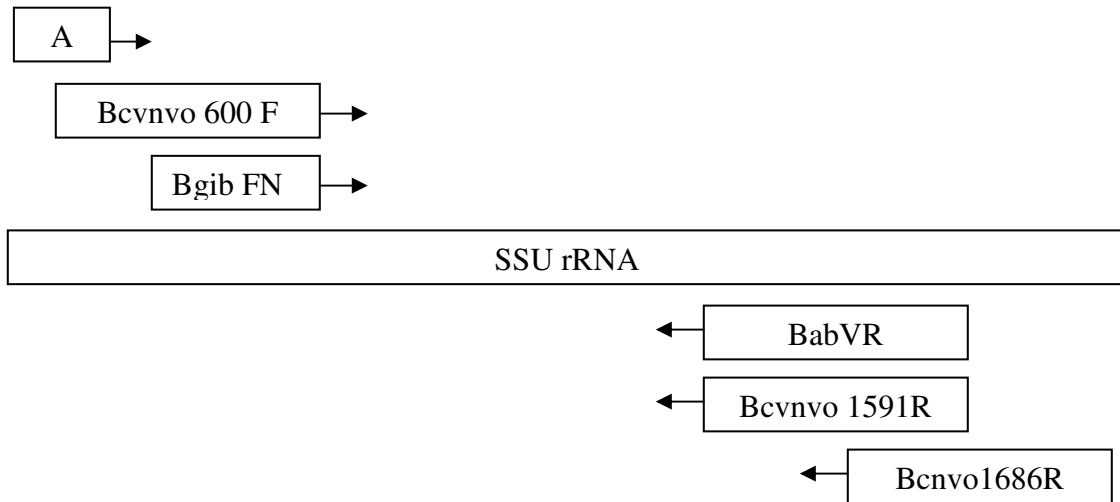 A
Bcvnvo 600 F
Bgib FN
SSU rRNA
BabVR
Bcvnvo 1591R
Bcnvo1686R